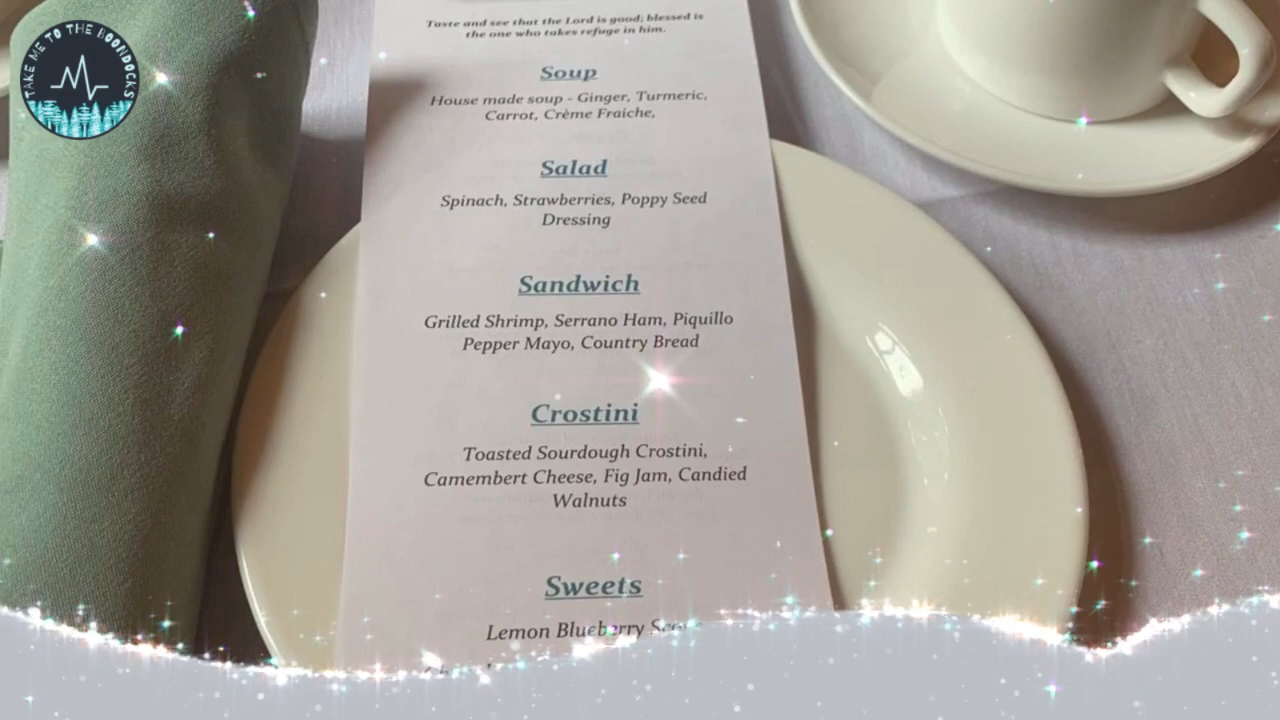 TAKE ME TO THE BOONDOCKS
Taste and see that the Lord is good; blessed is
the one who takes refuge in him.
Soup
House made soup - Ginger, Turmeric,
Carrot, Crème Fraiche,
Salad
Spinach, Strawberries, Poppy Seed
Dressing
Sandwich
Grilled Shrimp, Serrano Ham, Piquillo
Pepper Mayo, Country Bread
Crostini
Toasted Sourdough Crostini,
Camembert Cheese, Fig Jam, Candied
Walnuts
Sweets
Lemon Blueberry